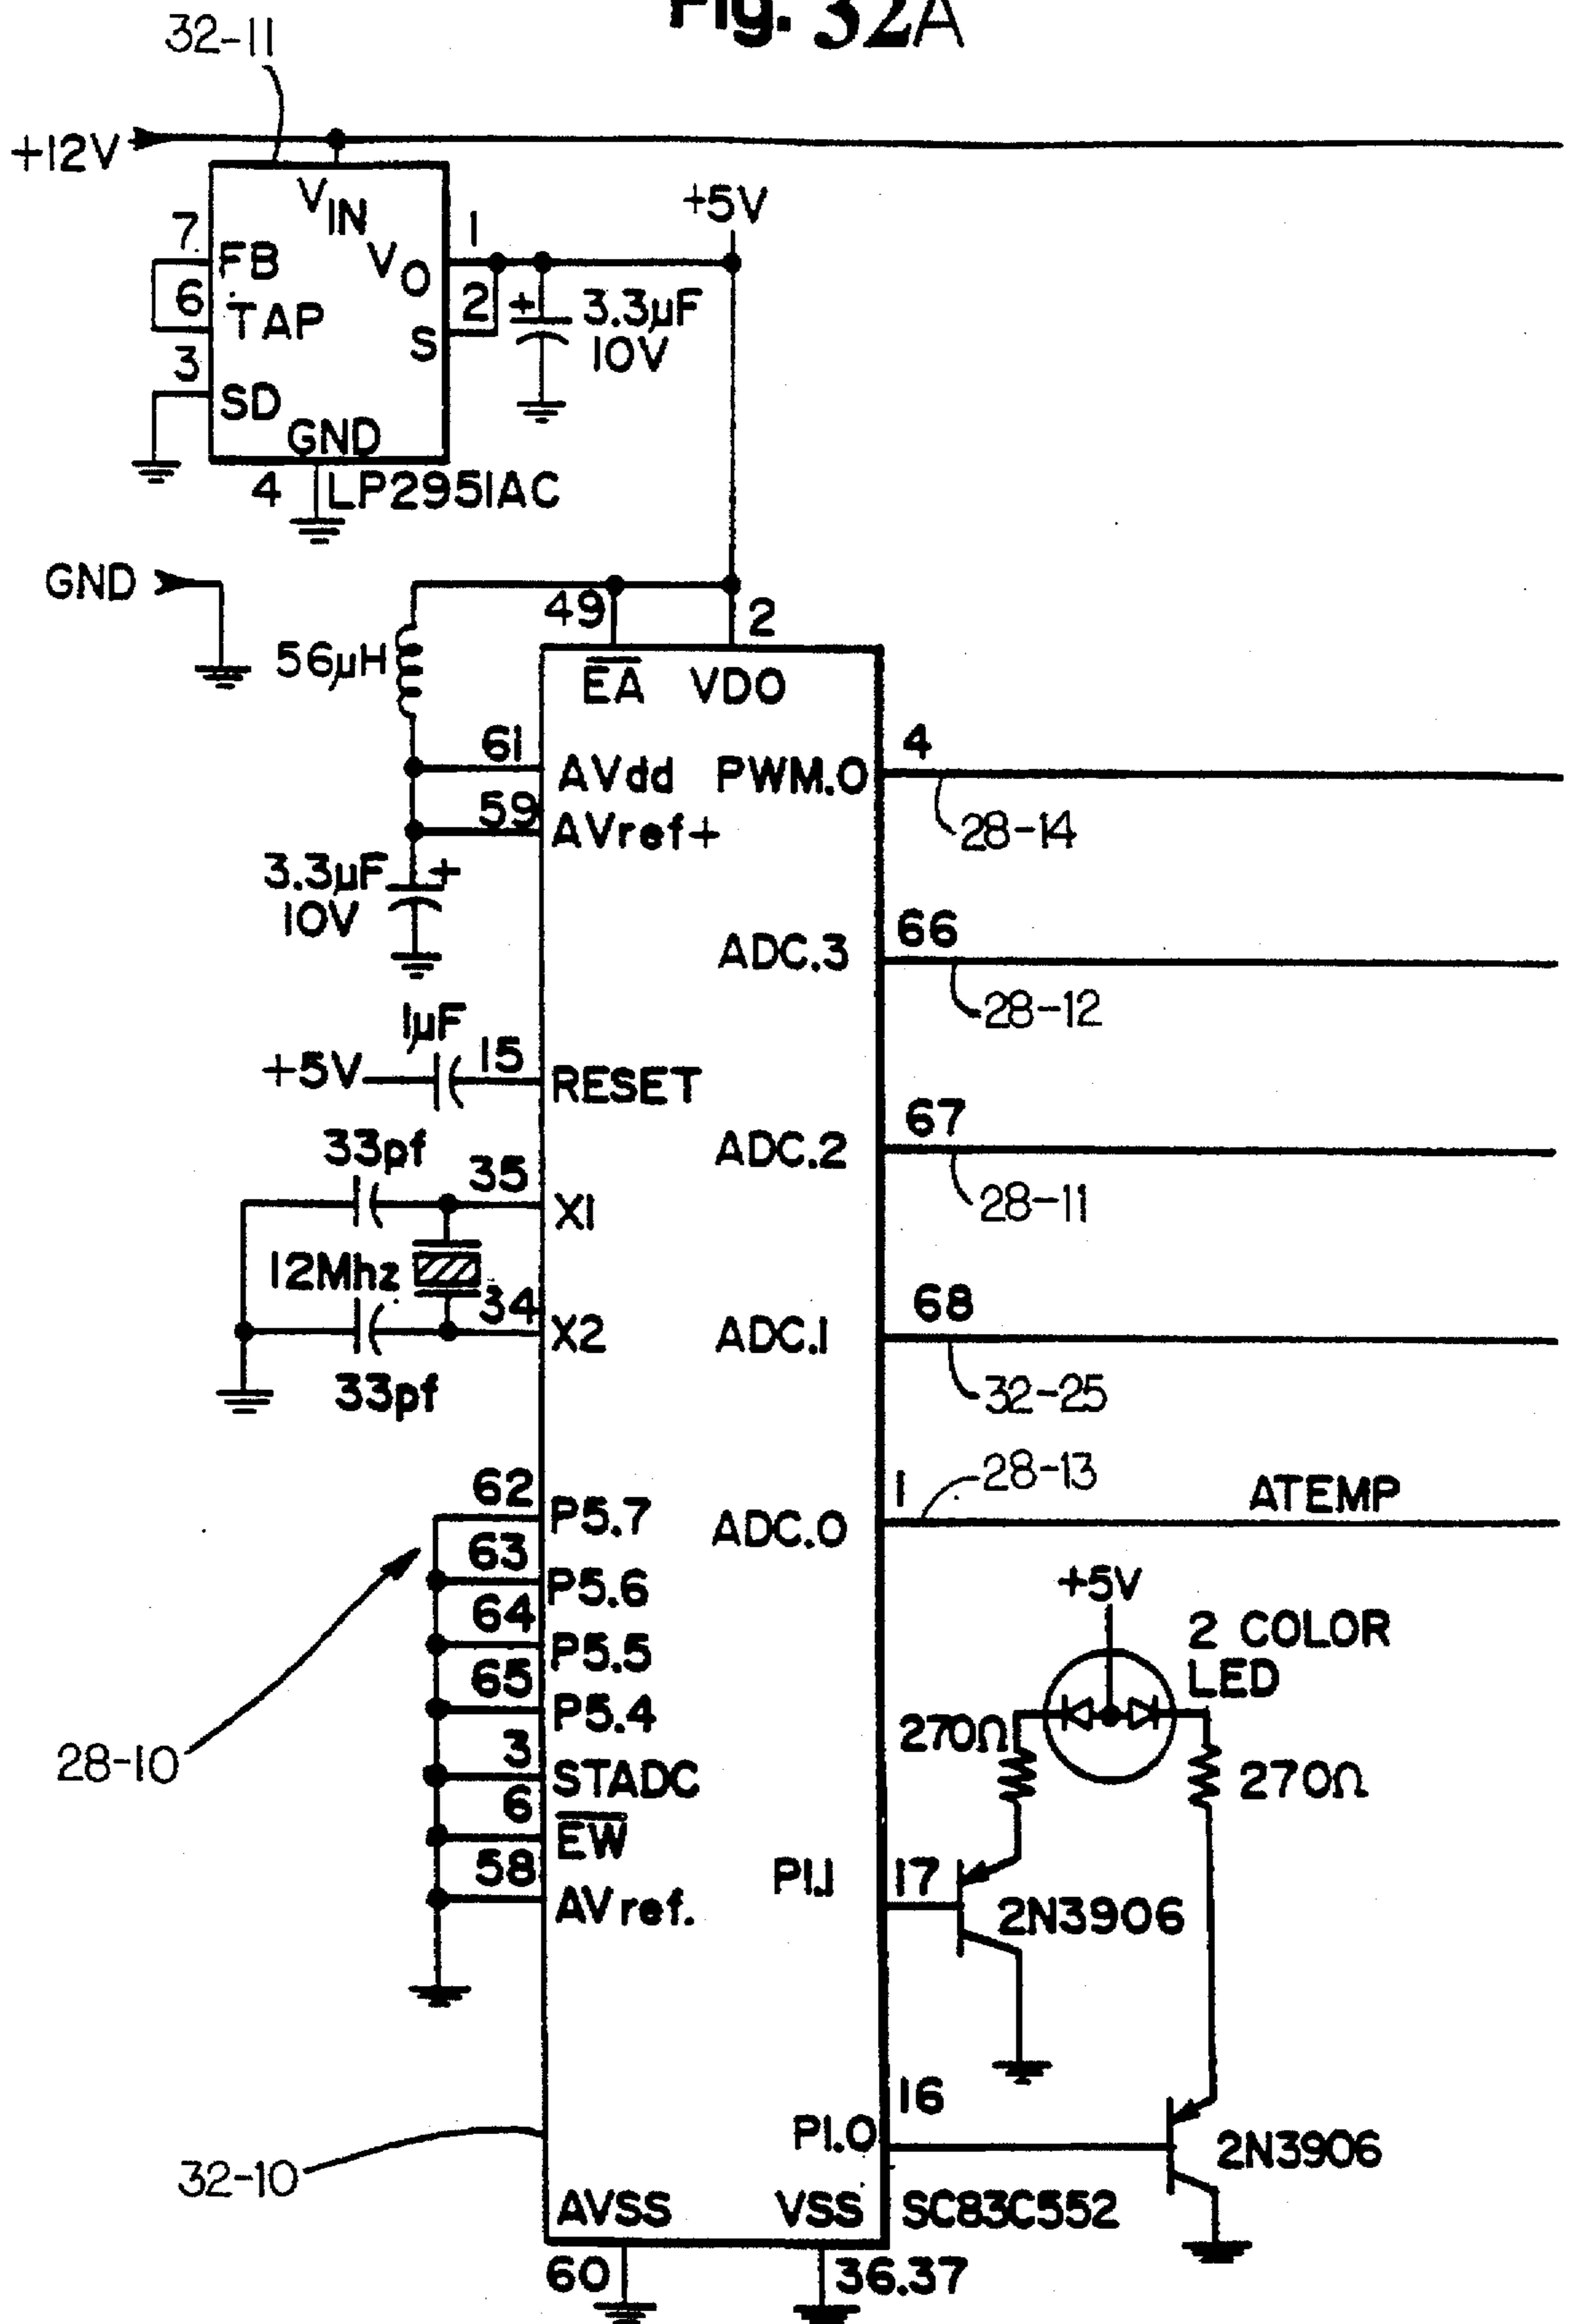 Fig. 32A
32-11
+12V
VIN
7
FB
VO
1
+5V
6
TAP
2
S
+
3.3µF
10V
3
SD
GND
4
LP2951AC
GND
49
2
56µH
EA
VDO
61
AVdd
PWM.0
4
28-14
59
AVref+
3.3µF
10V
+
ADC.3
66
28-12
1µF
+5V
15
RESET
ADC.2
67
28-11
33pf
35
X1
12Mhz
34
X2
33pf
ADC.1
68
32-25
28-13
62
P5.7
ADC.0
1
ATEMP
63
P5.6
64
P5.5
65
P5.4
3
STADC
6
EW
58
AVref.
28-10
+5V
2 COLOR
LED
270Ω
270Ω
P1.1
17
2N3906
16
P1.0
2N3906
32-10
AVSS
VSS
SC83C552
60
36.37